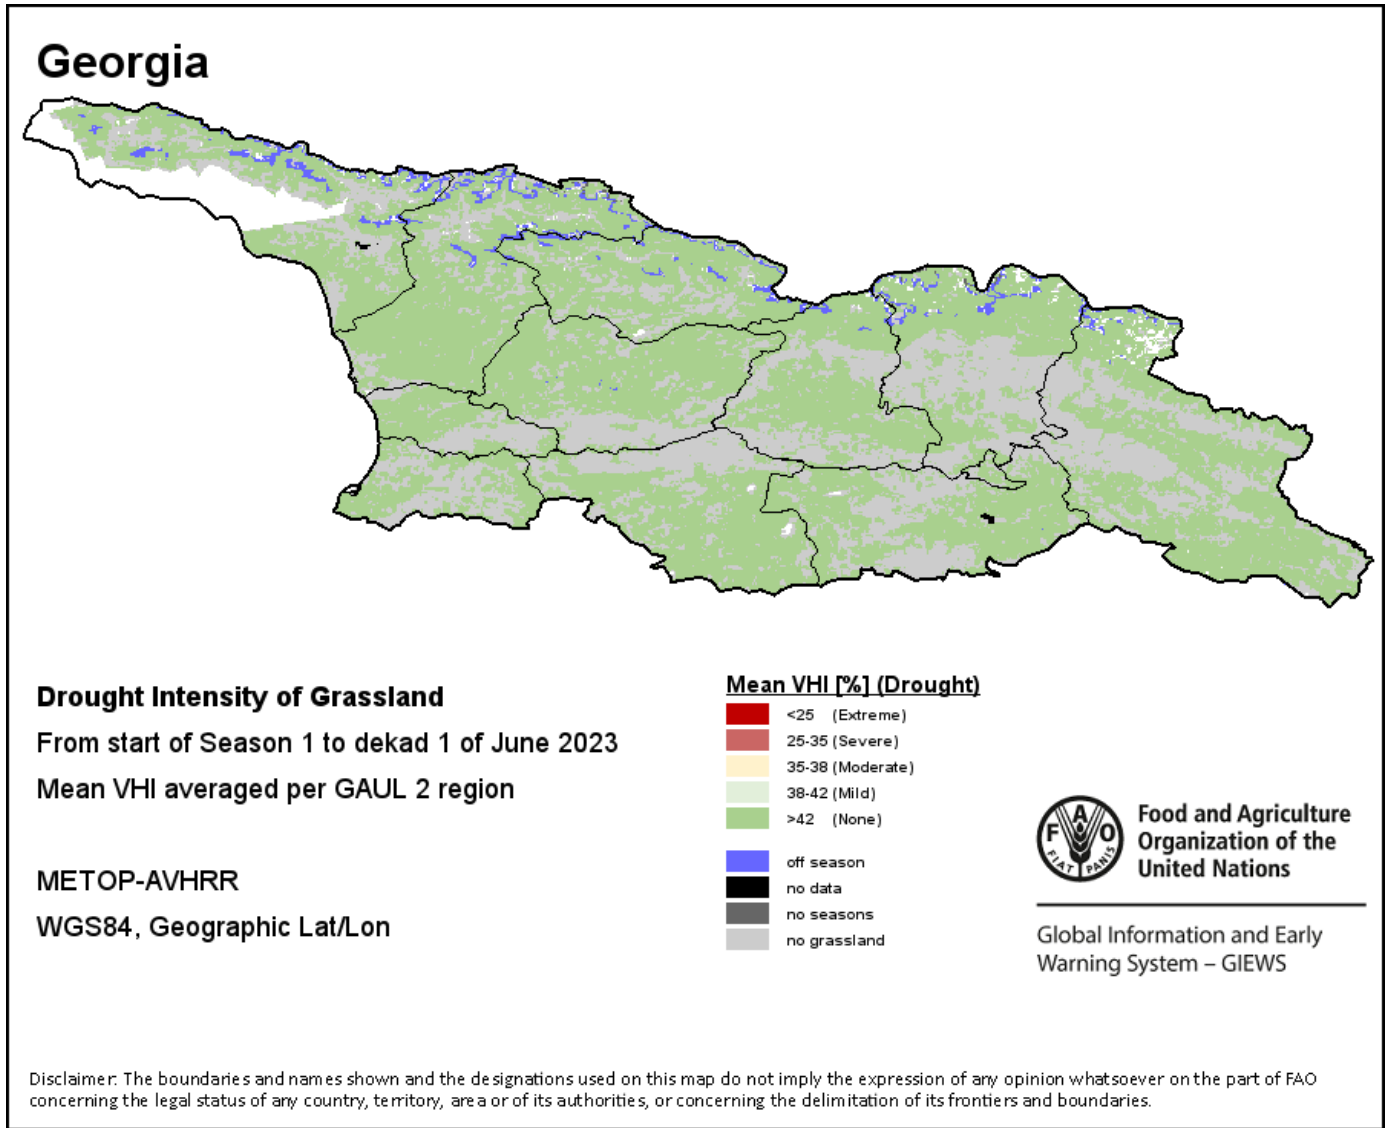 Georgia
Drought Intensity of Grassland
From start of Season 1 to dekad 1 of June 2023
Mean VHI averaged per GAUL 2 region
METOP-AVHRR
WGS84, Geographic Lat/Lon
Mean VHI [%] (Drought)
<25 (Extreme)
25-35 (Severe)
35-38 (Moderate)
38-42 (Mild)
>42 (None)
off season
no data
no seasons
no grassland
F A O
FIAT PANIS
Food and Agriculture
Organization of the
United Nations
Global Information and Early
Warning System – GIEWS
Disclaimer: The boundaries and names shown and the designations used on this map do not imply the expression of any opinion whatsoever on the part of FAO
concerning the legal status of any country, territory, area or of its authorities, or concerning the delimitation of its frontiers and boundaries.